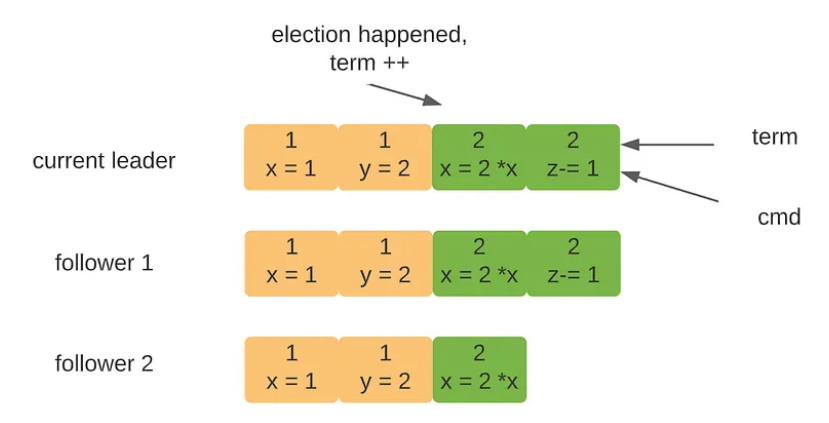 election happened,
term ++
current leader
1 1 2 2
x = 1 y = 2 x = 2 *x z-= 1
term
cmd
follower 1
1 1 2 2
x = 1 y = 2 x = 2 *x z-= 1
follower 2
1 1 2
x = 1 y = 2 x = 2 *x